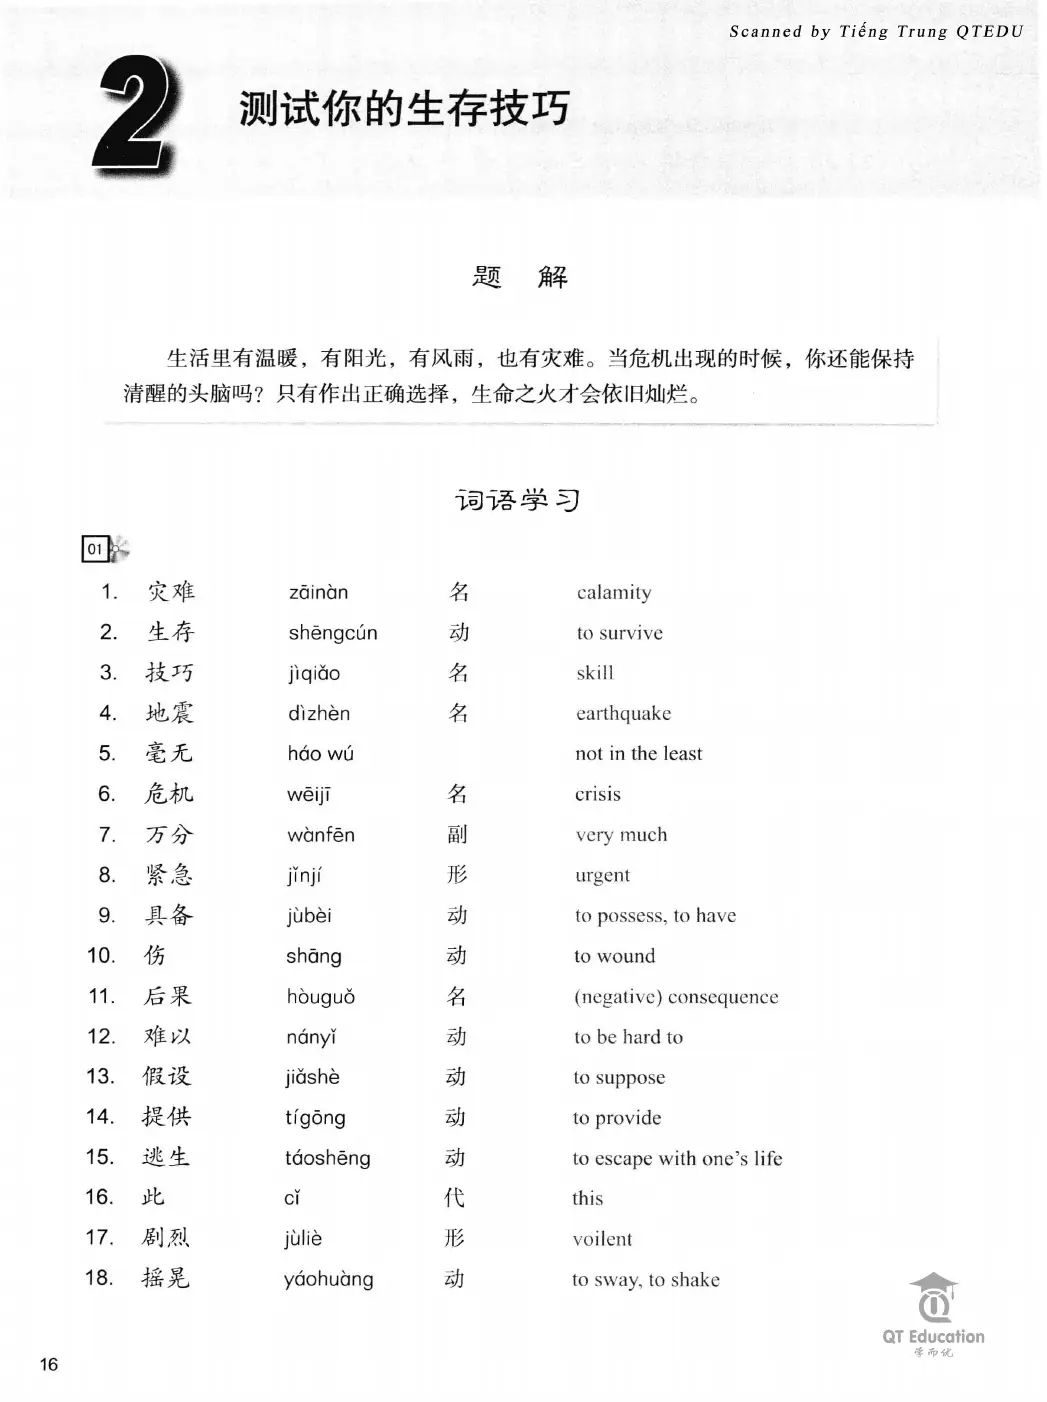 Scanned by Tiếng Trung QTEDU
2 测试你的生存技巧
题 解
生活里有温暖，有阳光，有风雨，也有灾难。当危机出现的时候，你还能保持
清醒的头脑吗？只有作出正确选择，生命之火才会依旧灿烂。
词语学习
01
1. 灾难 zāinàn 名 calamity
2. 生存 shēngcún 动 to survive
3. 技巧 jìqiǎo 名 skill
4. 地震 dìzhèn 名 earthquake
5. 毫无 háo wú not in the least
6. 危机 wēijī 名 crisis
7. 万分 wànfēn 副 very much
8. 紧急 jǐnjí 形 urgent
9. 具备 jùbèi 动 to possess, to have
10. 伤 shāng 动 to wound
11. 后果 hòuguǒ 名 (negative) consequence
12. 难以 nányǐ 动 to be hard to
13. 假设 jiǎshè 动 to suppose
14. 提供 tígōng 动 to provide
15. 逃生 táoshēng 动 to escape with one's life
16. 此 cǐ 代 this
17. 剧烈 jùliè 形 voilent
18. 摇晃 yáohuàng 动 to sway, to shake
QT Education
学而优
16